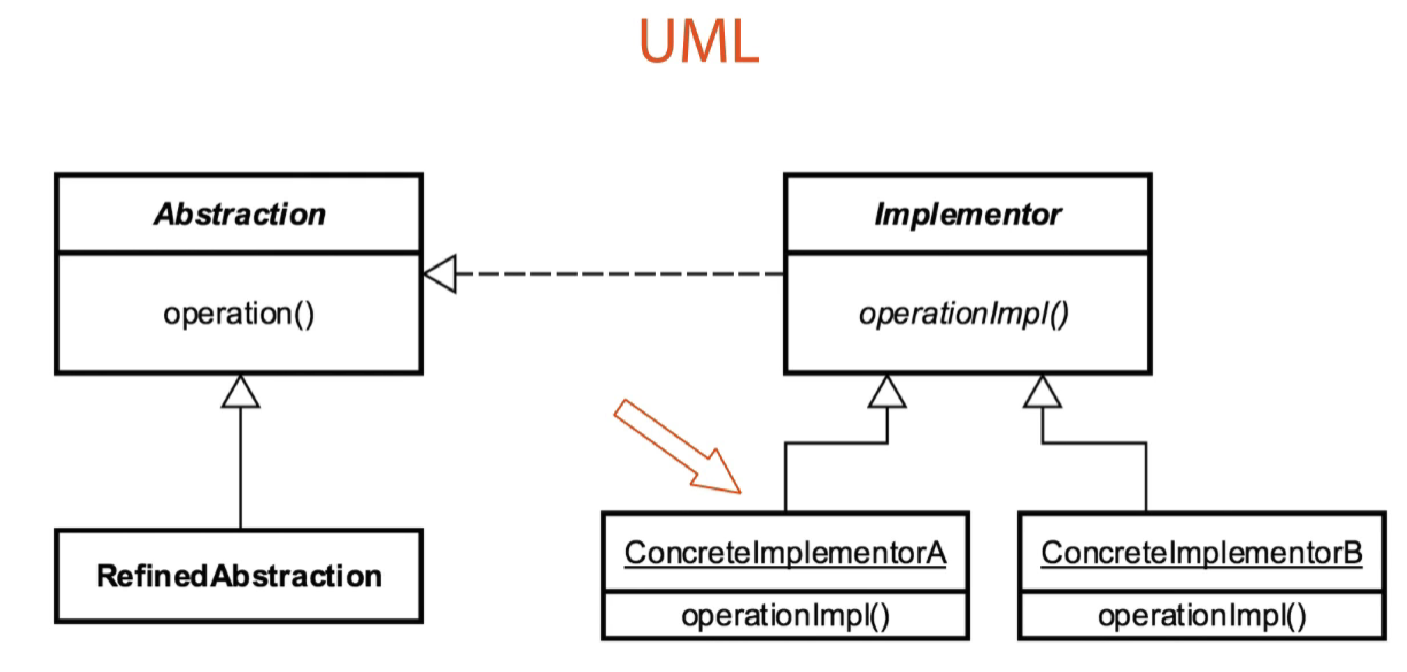 UML
Abstraction
operation()
Implementor
operationImpl()
RefinedAbstraction
ConcreteImplementorA
operationImpl()
ConcreteImplementorB
operationImpl()